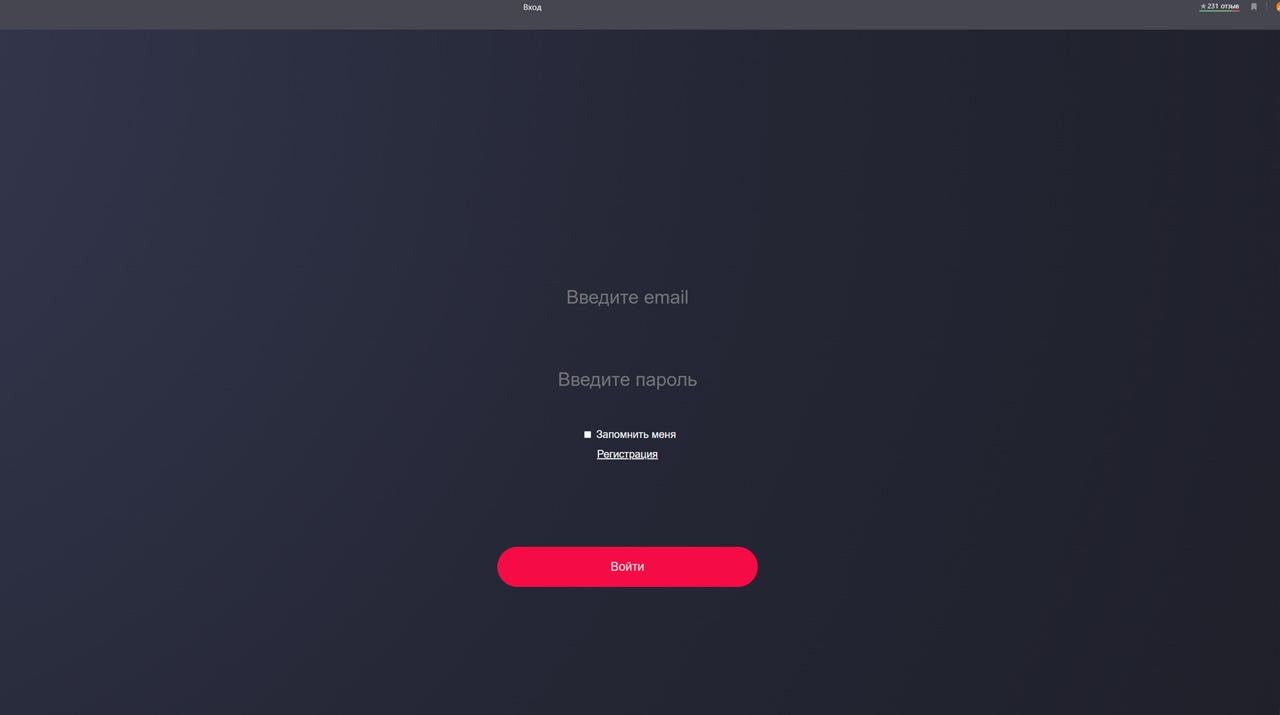 Вход
231 отзыв
Введите email
Введите пароль
Запомнить меня
Регистрация
Войти